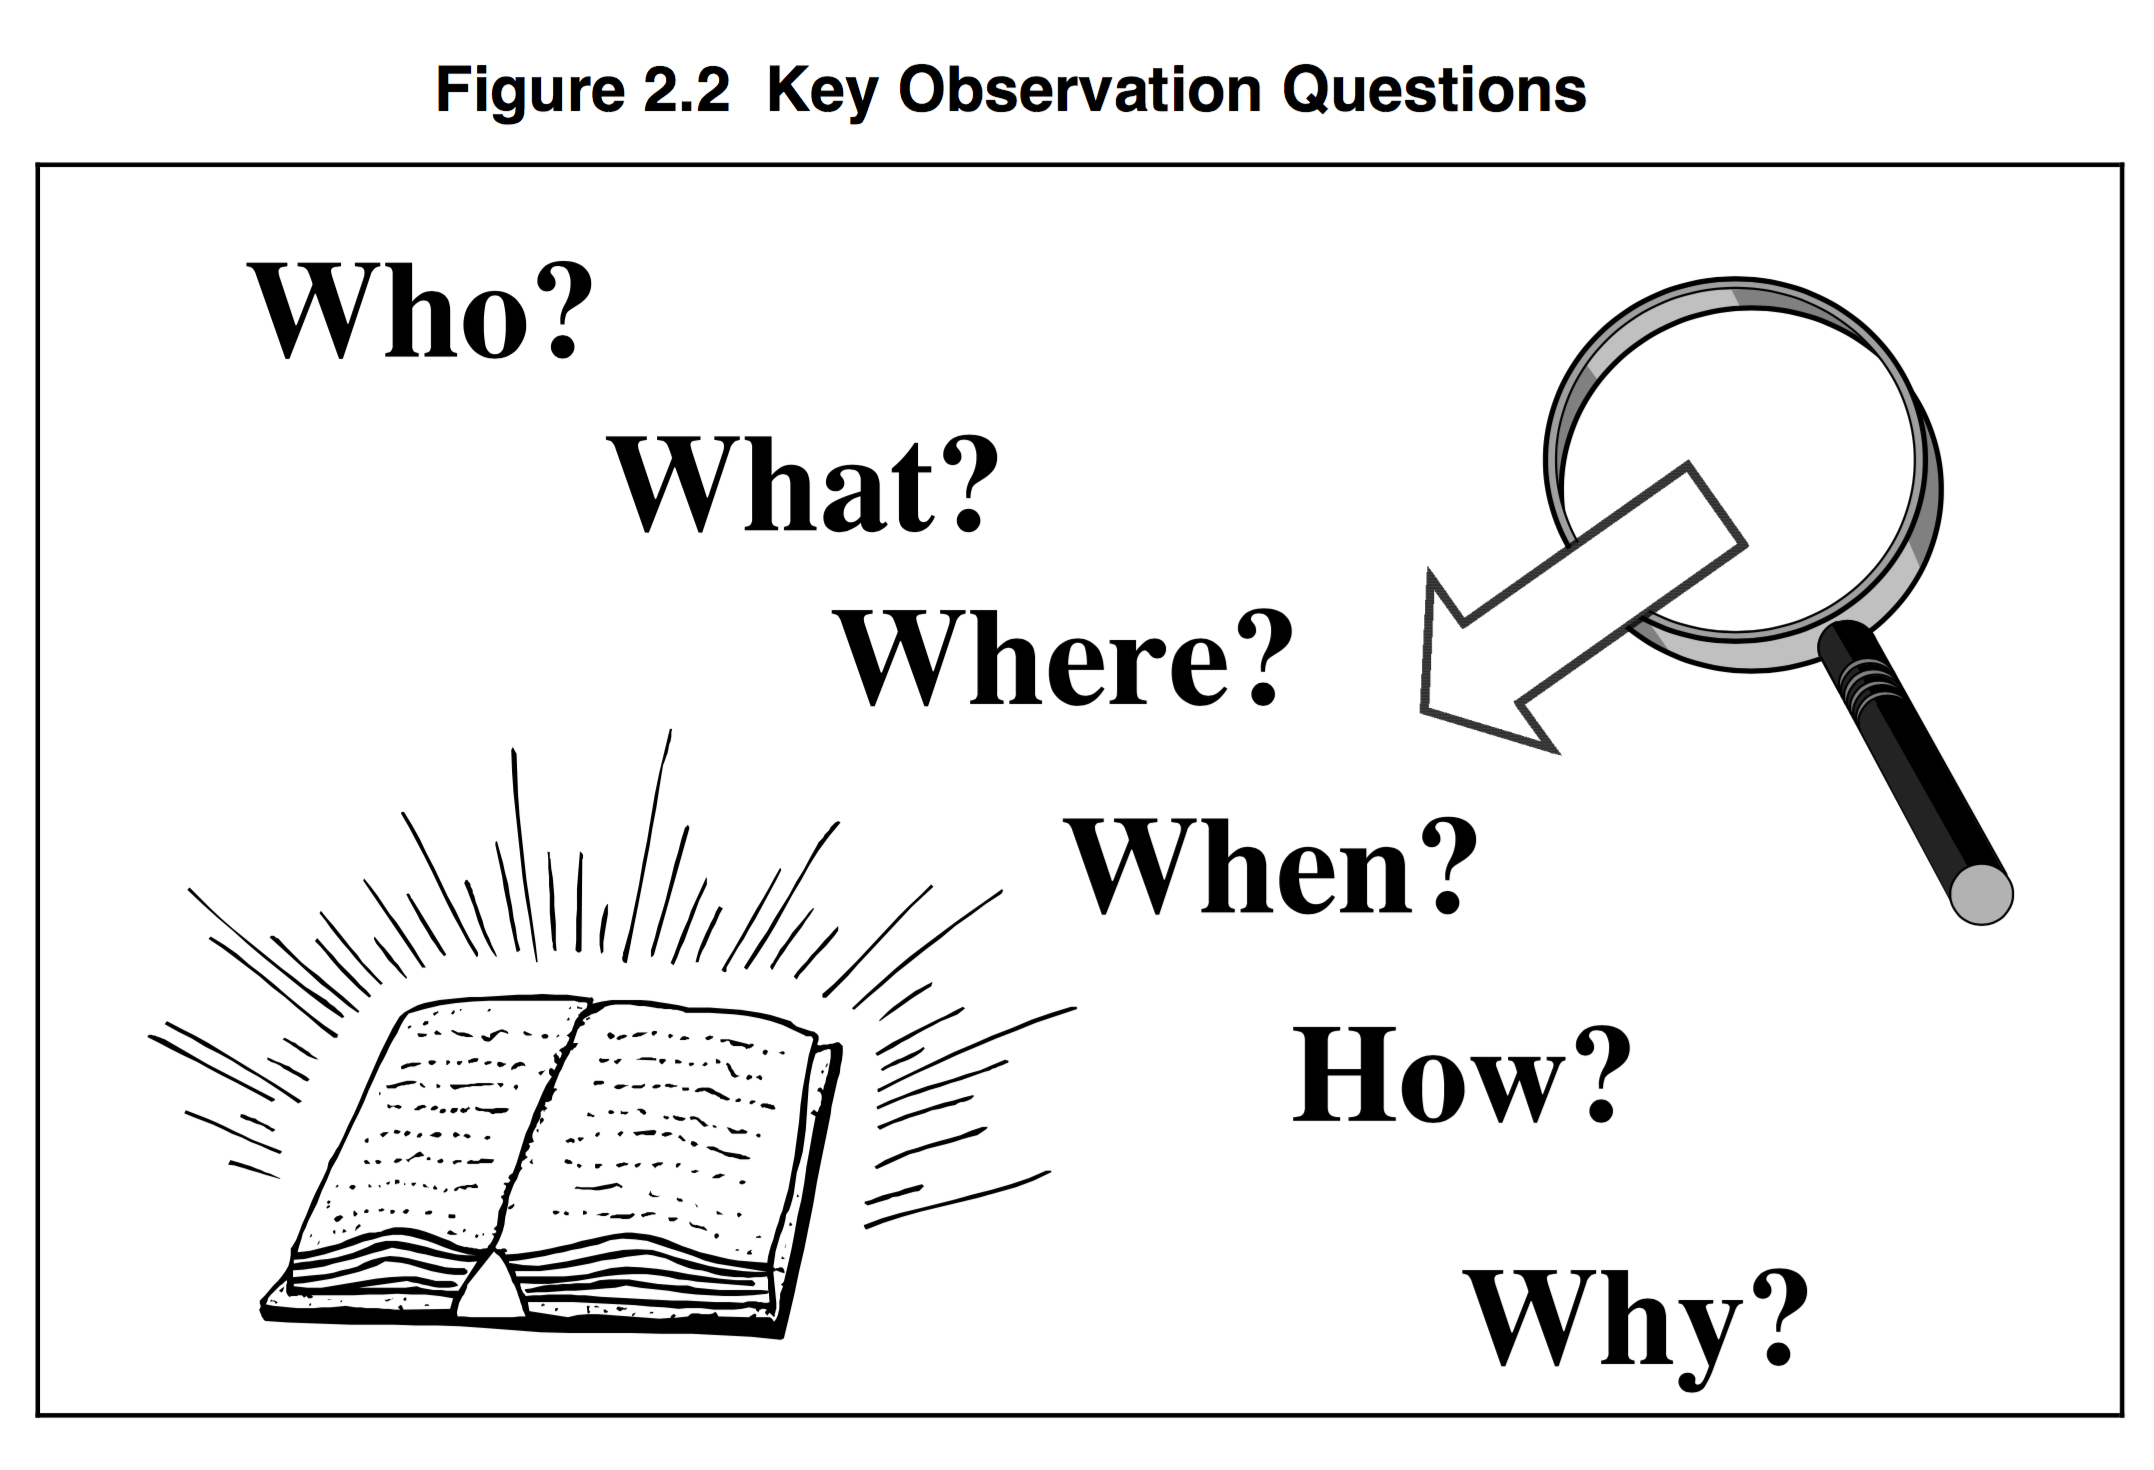 Figure 2.2 Key Observation Questions
Who?
What?
Where?
When?
How?
Why?